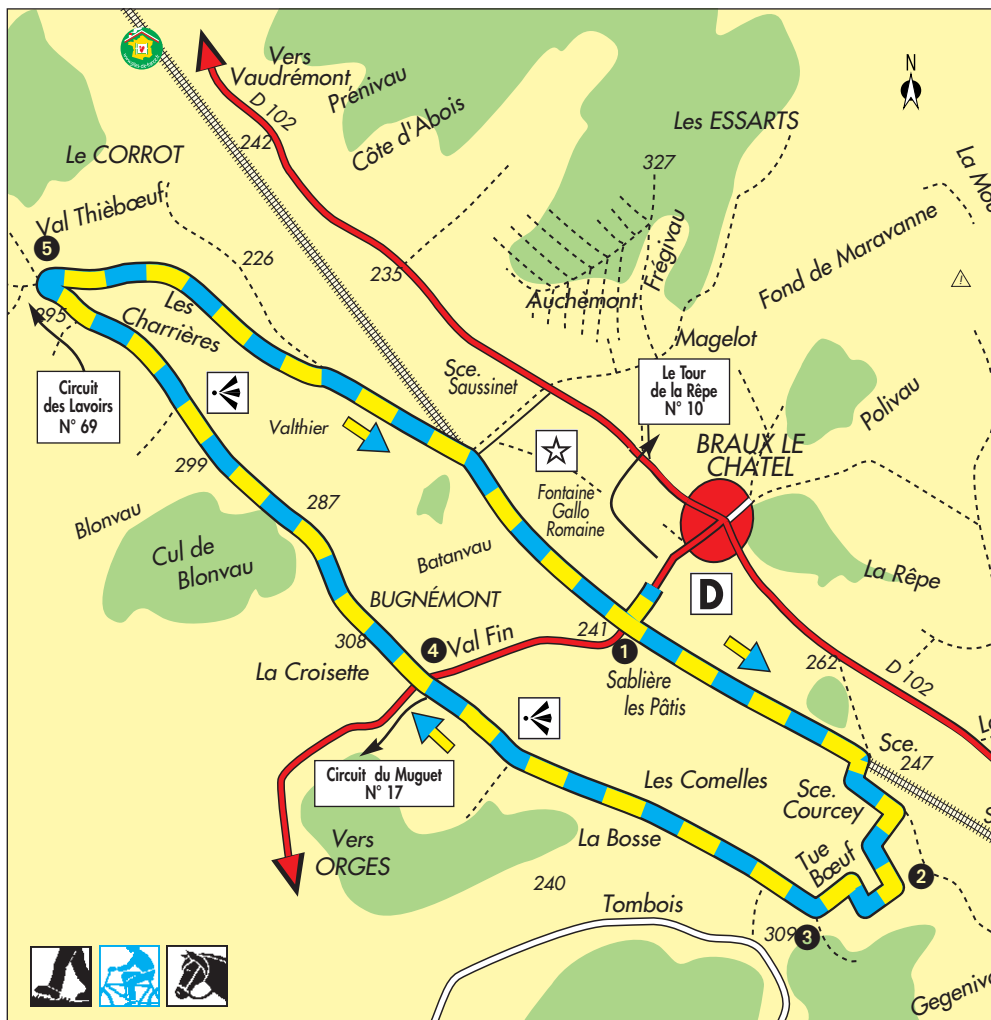 Vers
Vaudrémont
D 102
242
Prénivau
Côte d'Abois
Les ESSARTS
327
N
La Mou
Le CORROT
Val Thièbœuf
5
226
235
Frégivau
Auchemont
Fond de Maravanne
Magelot
295
Les
Charrières
Circuit
des Lavoirs
N° 69
Sce.
Saussinet
Le Tour
de la Rêpe
N° 10
Polivau
Valthier
BRAUX LE
CHATEL
299
287
Fontaine
Gallo
Romaine
Blonvau
Cul de
Blonvau
Batanvau
La Rêpe
D
BUGNÉMONT
308
4
Val Fin
241
1
262
D 102
La Croisette
Sablière
les Pâtis
Sce.
247
Circuit du Muguet
N° 17
Les Comelles
Sce.
Courcey
Vers
ORGES
La Bosse
Tue
Bœuf
2
240
Tombois
309
3
Gegeniva